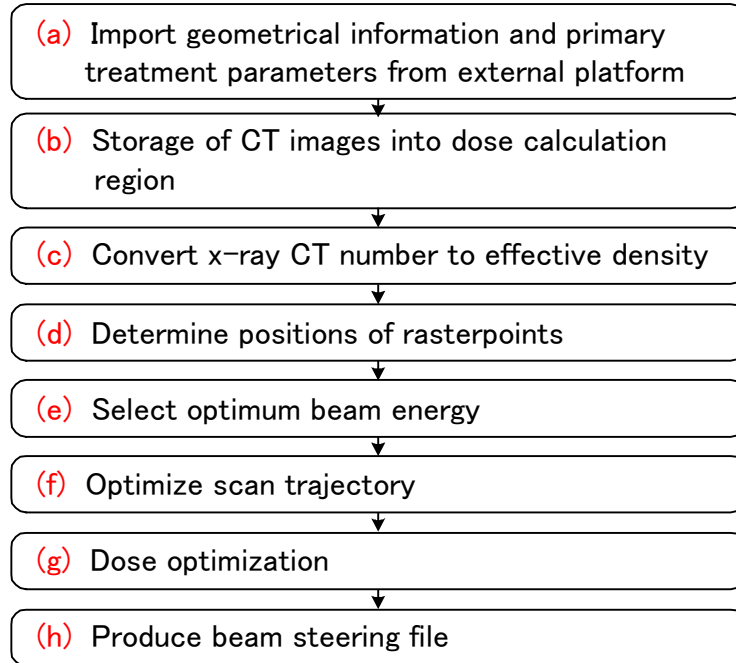 (a) Import geometrical information and primary
treatment parameters from external platform
(b) Storage of CT images into dose calculation
region
(c) Convert x-ray CT number to effective density
(d) Determine positions of rasterpoints
(e) Select optimum beam energy
(f) Optimize scan trajectory
(g) Dose optimization
(h) Produce beam steering file